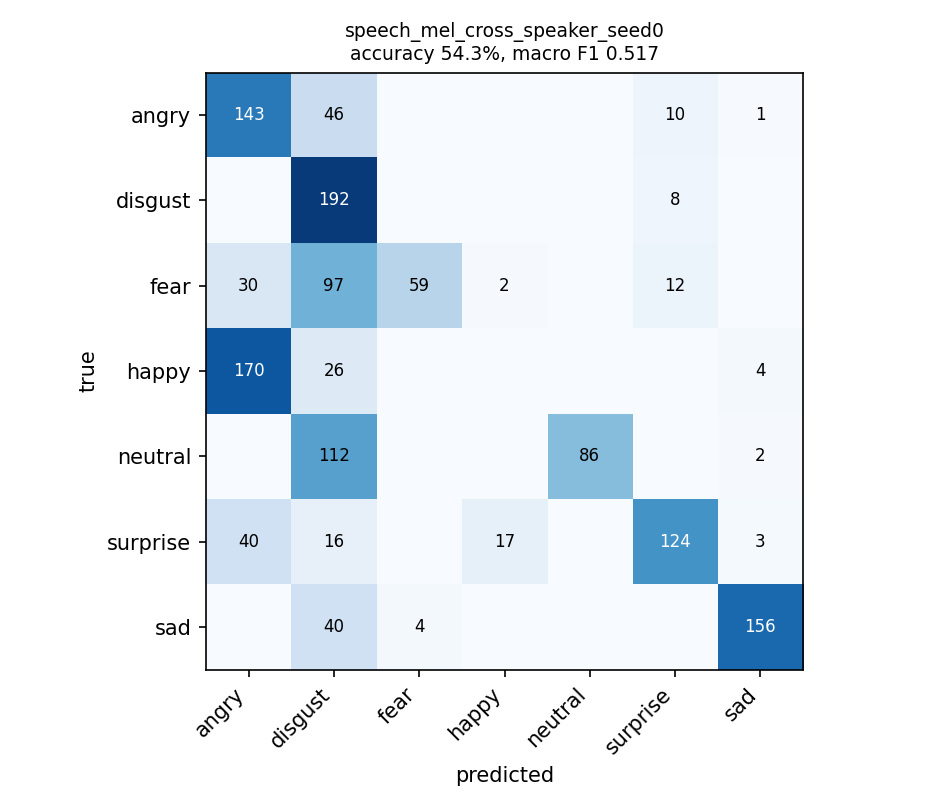 speech_mel_cross_speaker_seed0
accuracy 54.3%, macro F1 0.517
angry 143 46 10 1
disgust 192 8
fear 30 97 59 2 12
happy 170 26 4
neutral 112 86 2
surprise 40 16 17 124 3
sad 40 4 156
true
angry disgust fear happy neutral surprise sad
predicted